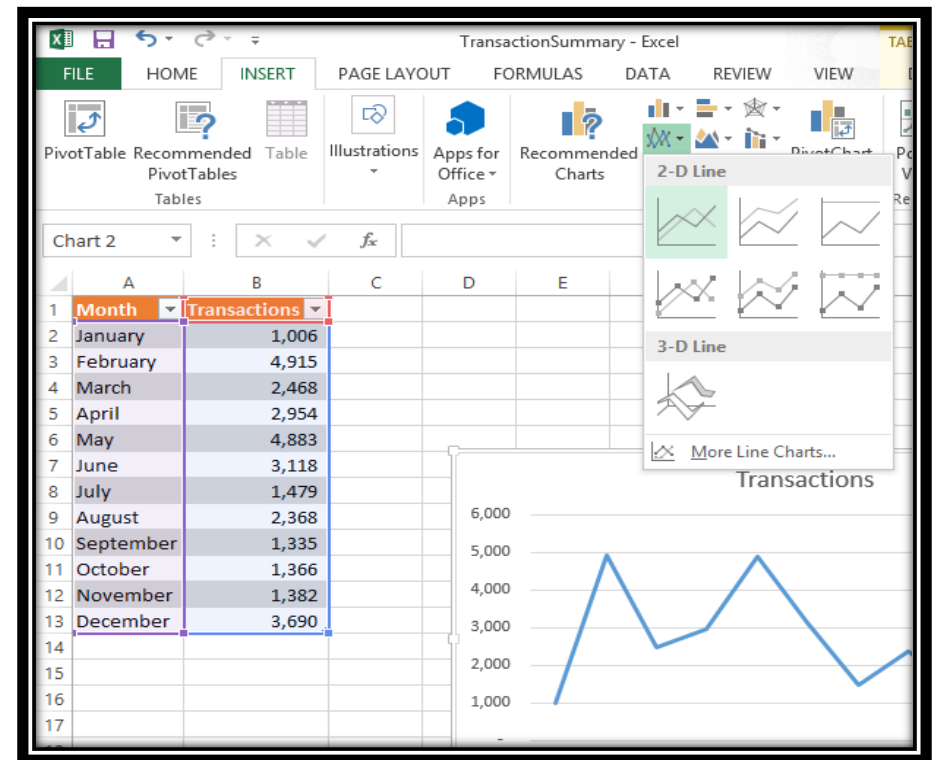 TransactionSummary - Excel
FILE HOME INSERT PAGE LAYOUT FORMULAS DATA REVIEW VIEW
PivotTable Recommended PivotTables Table
Tables
Illustrations
Apps for Office
Apps
Recommended Charts
PivotChart
2-D Line
3-D Line
More Line Charts...
Chart 2 fx
A B C D E
1 Month Transactions
2 January 1,006
3 February 4,915
4 March 2,468
5 April 2,954
6 May 4,883
7 June 3,118
8 July 1,479
9 August 2,368
10 September 1,335
11 October 1,366
12 November 1,382
13 December 3,690
14
15
16
17
Transactions
6,000
5,000
4,000
3,000
2,000
1,000
-